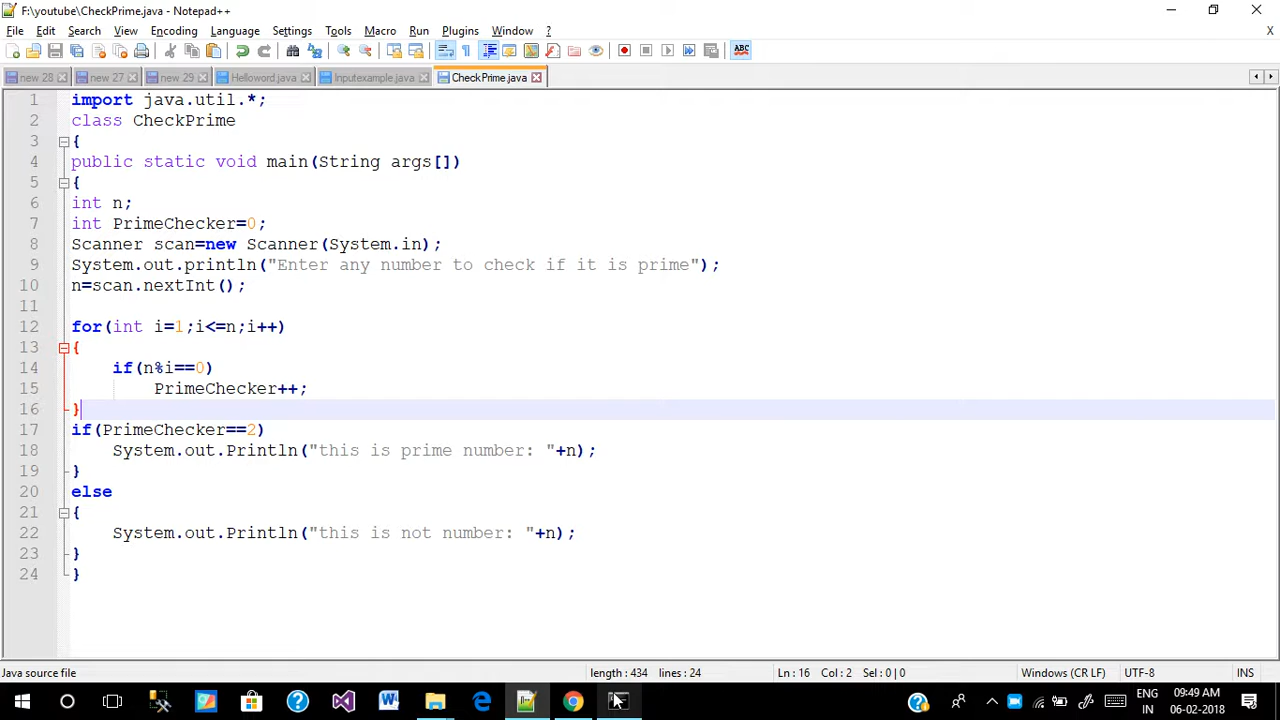 F:\youtube\CheckPrime.java - Notepad++
File Edit Search View Encoding Language Settings Tools Macro Run Plugins Window ?
X
ABC
new 28 new 27 new 29 Helloword.java Inputexample.java CheckPrime.java
1 import java.util.*;
2 class CheckPrime
3 {
4 public static void main(String args[])
5 {
6 int n;
7 int PrimeChecker=0;
8 Scanner scan=new Scanner(System.in);
9 System.out.println("Enter any number to check if it is prime");
10 n=scan.nextInt();
11
12 for(int i=1;i<=n;i++)
13 {
14 if(n%i==0)
15 PrimeChecker++;
16 }
17 if(PrimeChecker==2)
18 System.out.Println("this is prime number: "+n);
19 }
20 else
21 {
22 System.out.Println("this is not number: "+n);
23 }
24 }
Java source file length : 434 lines : 24 Ln : 16 Col : 2 Sel : 0 | 0 Windows (CR LF) UTF-8 INS
ENG 09:49 AM
IN 06-02-2018